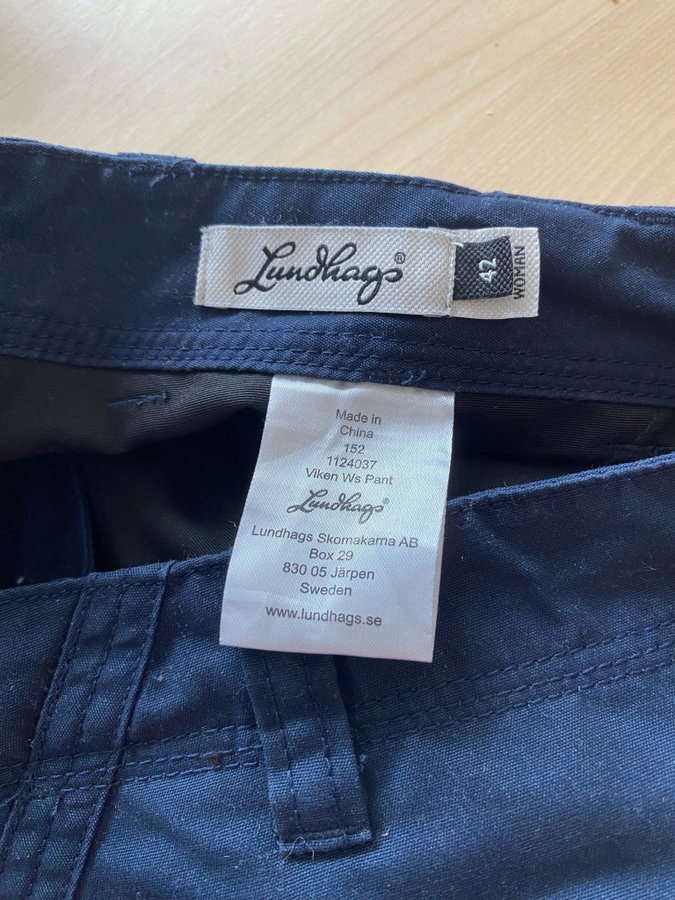 Lundhags®
42
WOMAN
Made in
China
152
1124037
Viken Ws Pant
Lundhags®
Lundhags Skomakarna AB
Box 29
830 05 Järpen
Sweden
www.lundhags.se